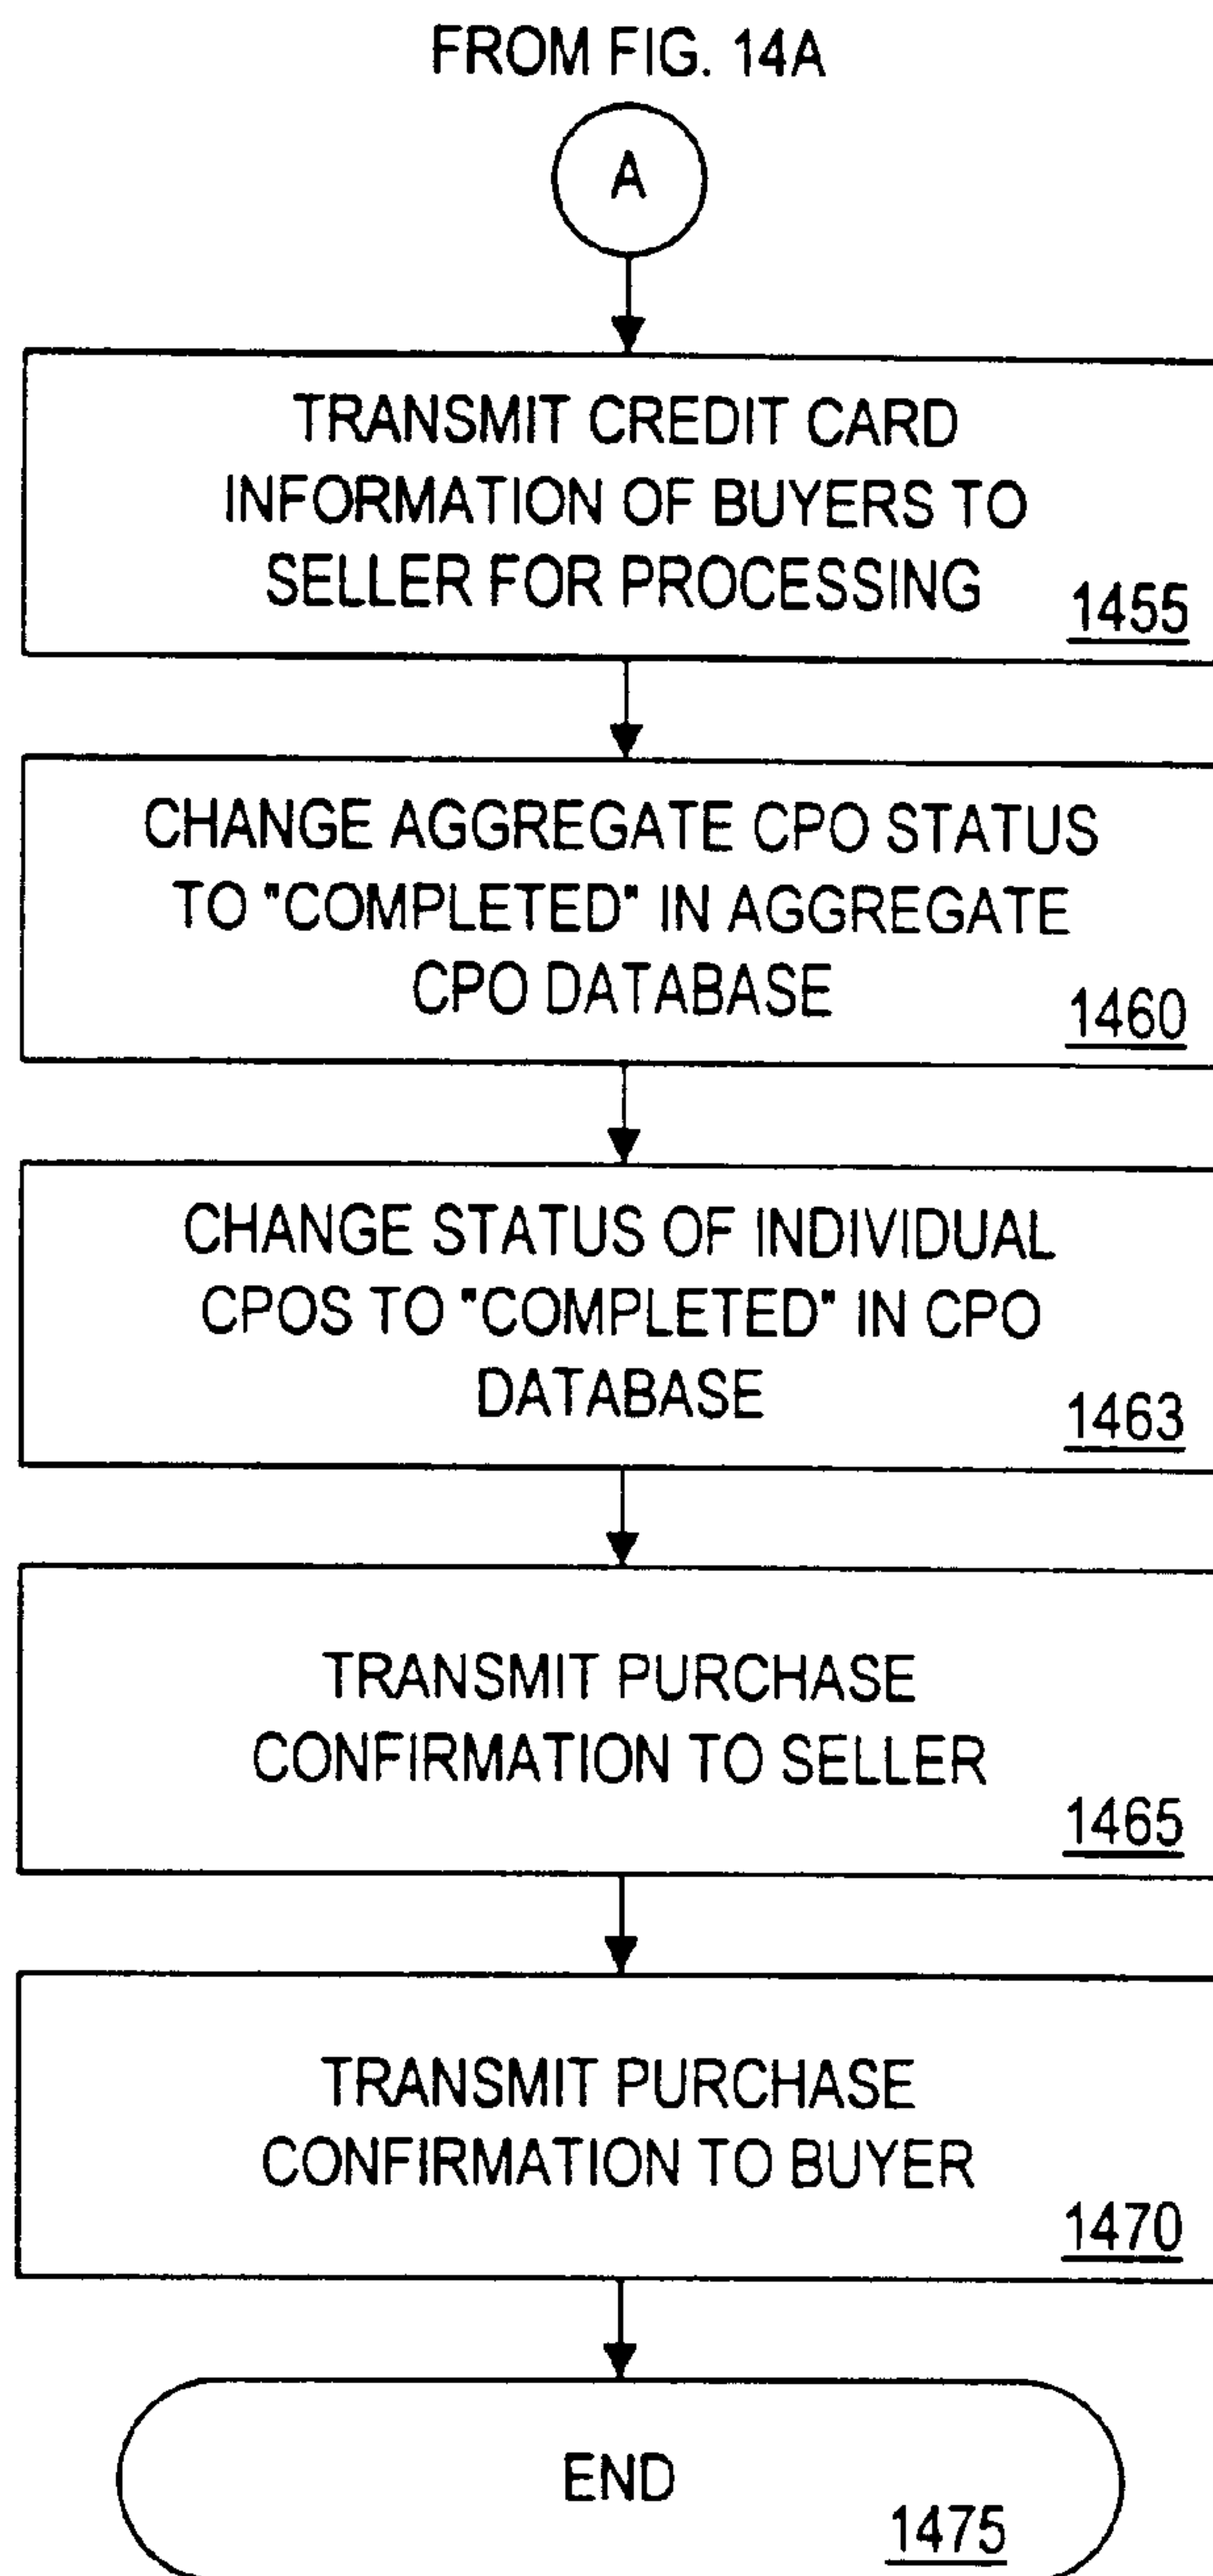 FROM FIG. 14A
A
TRANSMIT CREDIT CARD
INFORMATION OF BUYERS TO
SELLER FOR PROCESSING
1455
CHANGE AGGREGATE CPO STATUS
TO "COMPLETED" IN AGGREGATE
CPO DATABASE
1460
CHANGE STATUS OF INDIVIDUAL
CPOS TO "COMPLETED" IN CPO
DATABASE
1463
TRANSMIT PURCHASE
CONFIRMATION TO SELLER
1465
TRANSMIT PURCHASE
CONFIRMATION TO BUYER
1470
END
1475